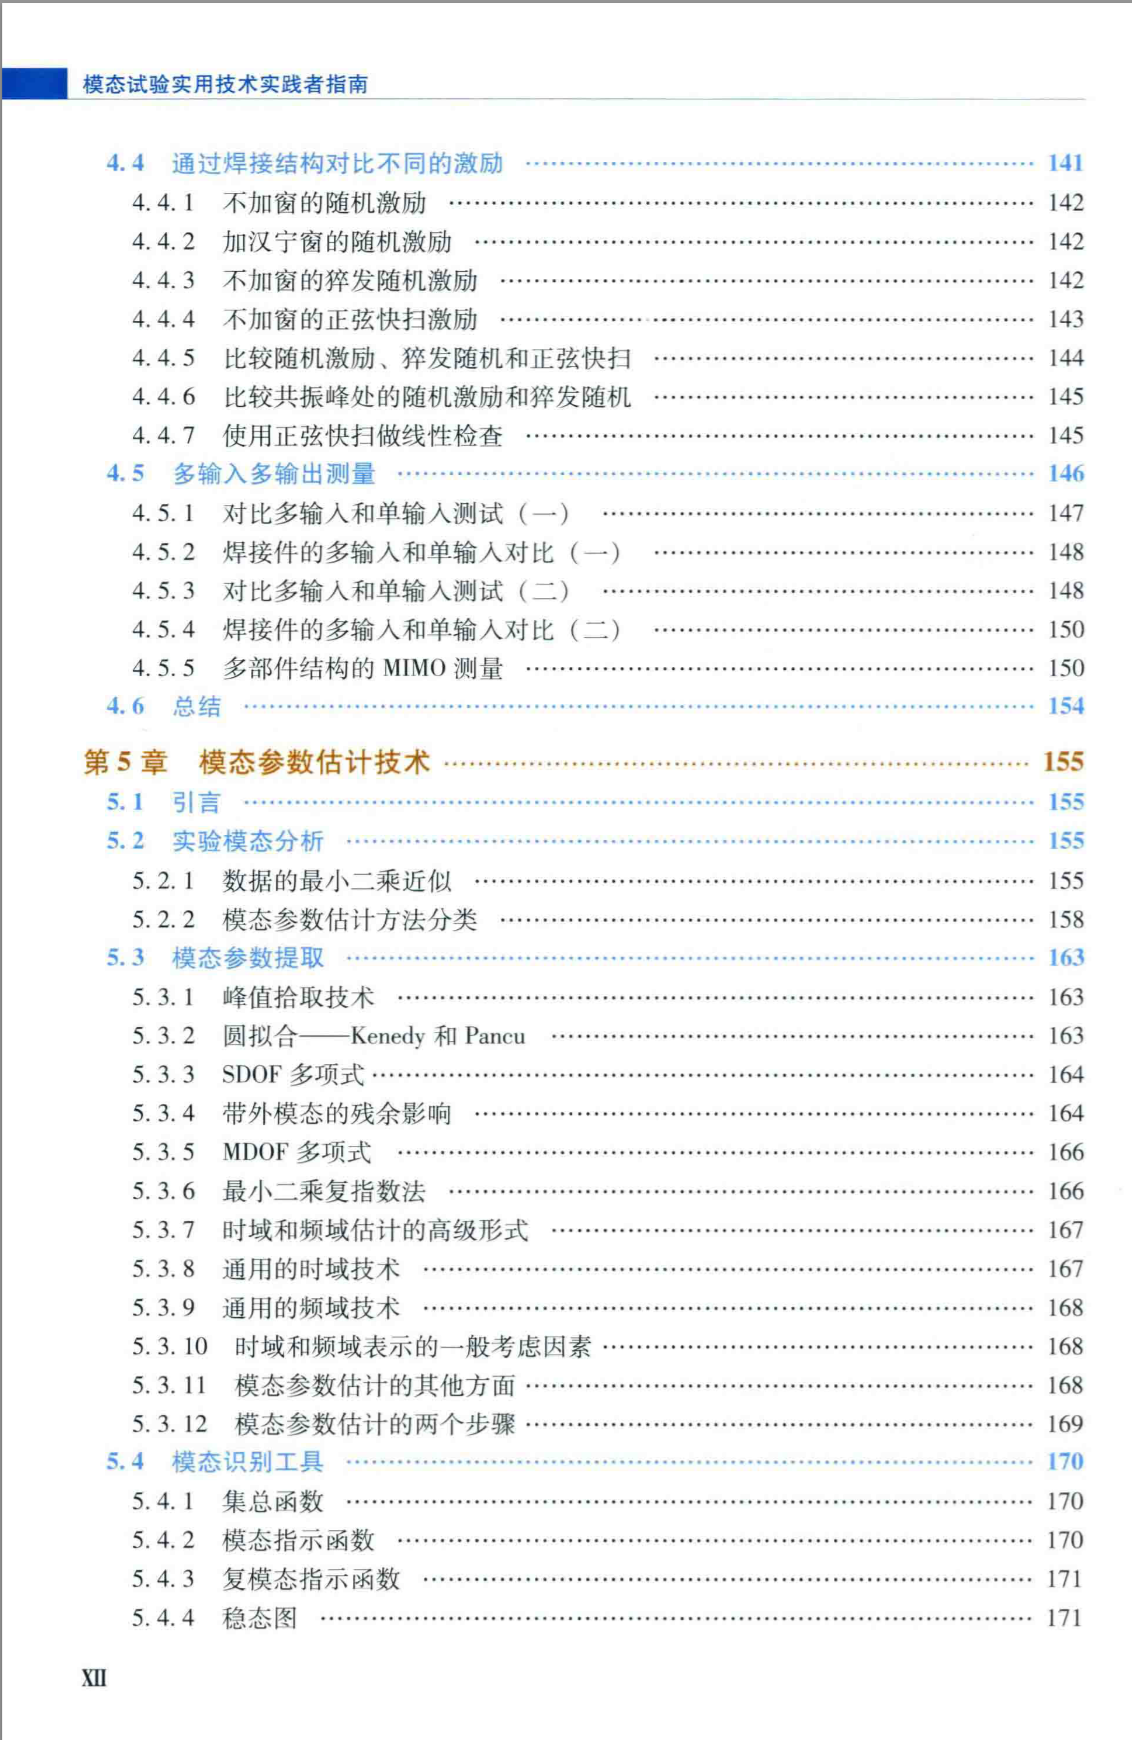 模态试验实用技术实践者指南
4.4 通过焊接结构对比不同的激励 …… 141
4.4.1 不加窗的随机激励 …… 142
4.4.2 加汉宁窗的随机激励 …… 142
4.4.3 不加窗的猝发随机激励 …… 142
4.4.4 不加窗的正弦快扫激励 …… 143
4.4.5 比较随机激励、猝发随机和正弦快扫 …… 144
4.4.6 比较共振峰处的随机激励和猝发随机 …… 145
4.4.7 使用正弦快扫做线性检查 …… 145
4.5 多输入多输出测量 …… 146
4.5.1 对比多输入和单输入测试（一） …… 147
4.5.2 焊接件的多输入和单输入对比（一） …… 148
4.5.3 对比多输入和单输入测试（二） …… 148
4.5.4 焊接件的多输入和单输入对比（二） …… 150
4.5.5 多部件结构的 MIMO 测量 …… 150
4.6 总结 …… 154
第 5 章 模态参数估计技术 …… 155
5.1 引言 …… 155
5.2 实验模态分析 …… 155
5.2.1 数据的最小二乘近似 …… 155
5.2.2 模态参数估计方法分类 …… 158
5.3 模态参数提取 …… 163
5.3.1 峰值拾取技术 …… 163
5.3.2 圆拟合——Kenedy 和 Pancu …… 163
5.3.3 SDOF 多项式 …… 164
5.3.4 带外模态的残余影响 …… 164
5.3.5 MDOF 多项式 …… 166
5.3.6 最小二乘复指数法 …… 166
5.3.7 时域和频域估计的高级形式 …… 167
5.3.8 通用的时域技术 …… 167
5.3.9 通用的频域技术 …… 168
5.3.10 时域和频域表示的一般考虑因素 …… 168
5.3.11 模态参数估计的其他方面 …… 168
5.3.12 模态参数估计的两个步骤 …… 169
5.4 模态识别工具 …… 170
5.4.1 集总函数 …… 170
5.4.2 模态指示函数 …… 170
5.4.3 复模态指示函数 …… 171
5.4.4 稳态图 …… 171
XII